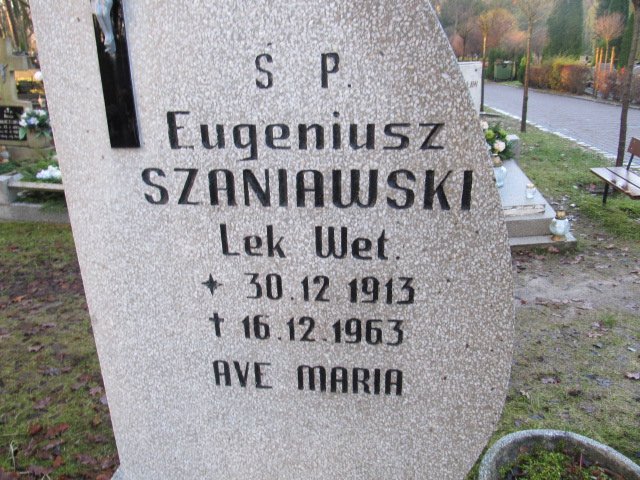 Ś P.
Eugeniusz
SZANIAWSKI
Lek Wet.
* 30.12 1913
† 16.12.1963
AVE MARIA